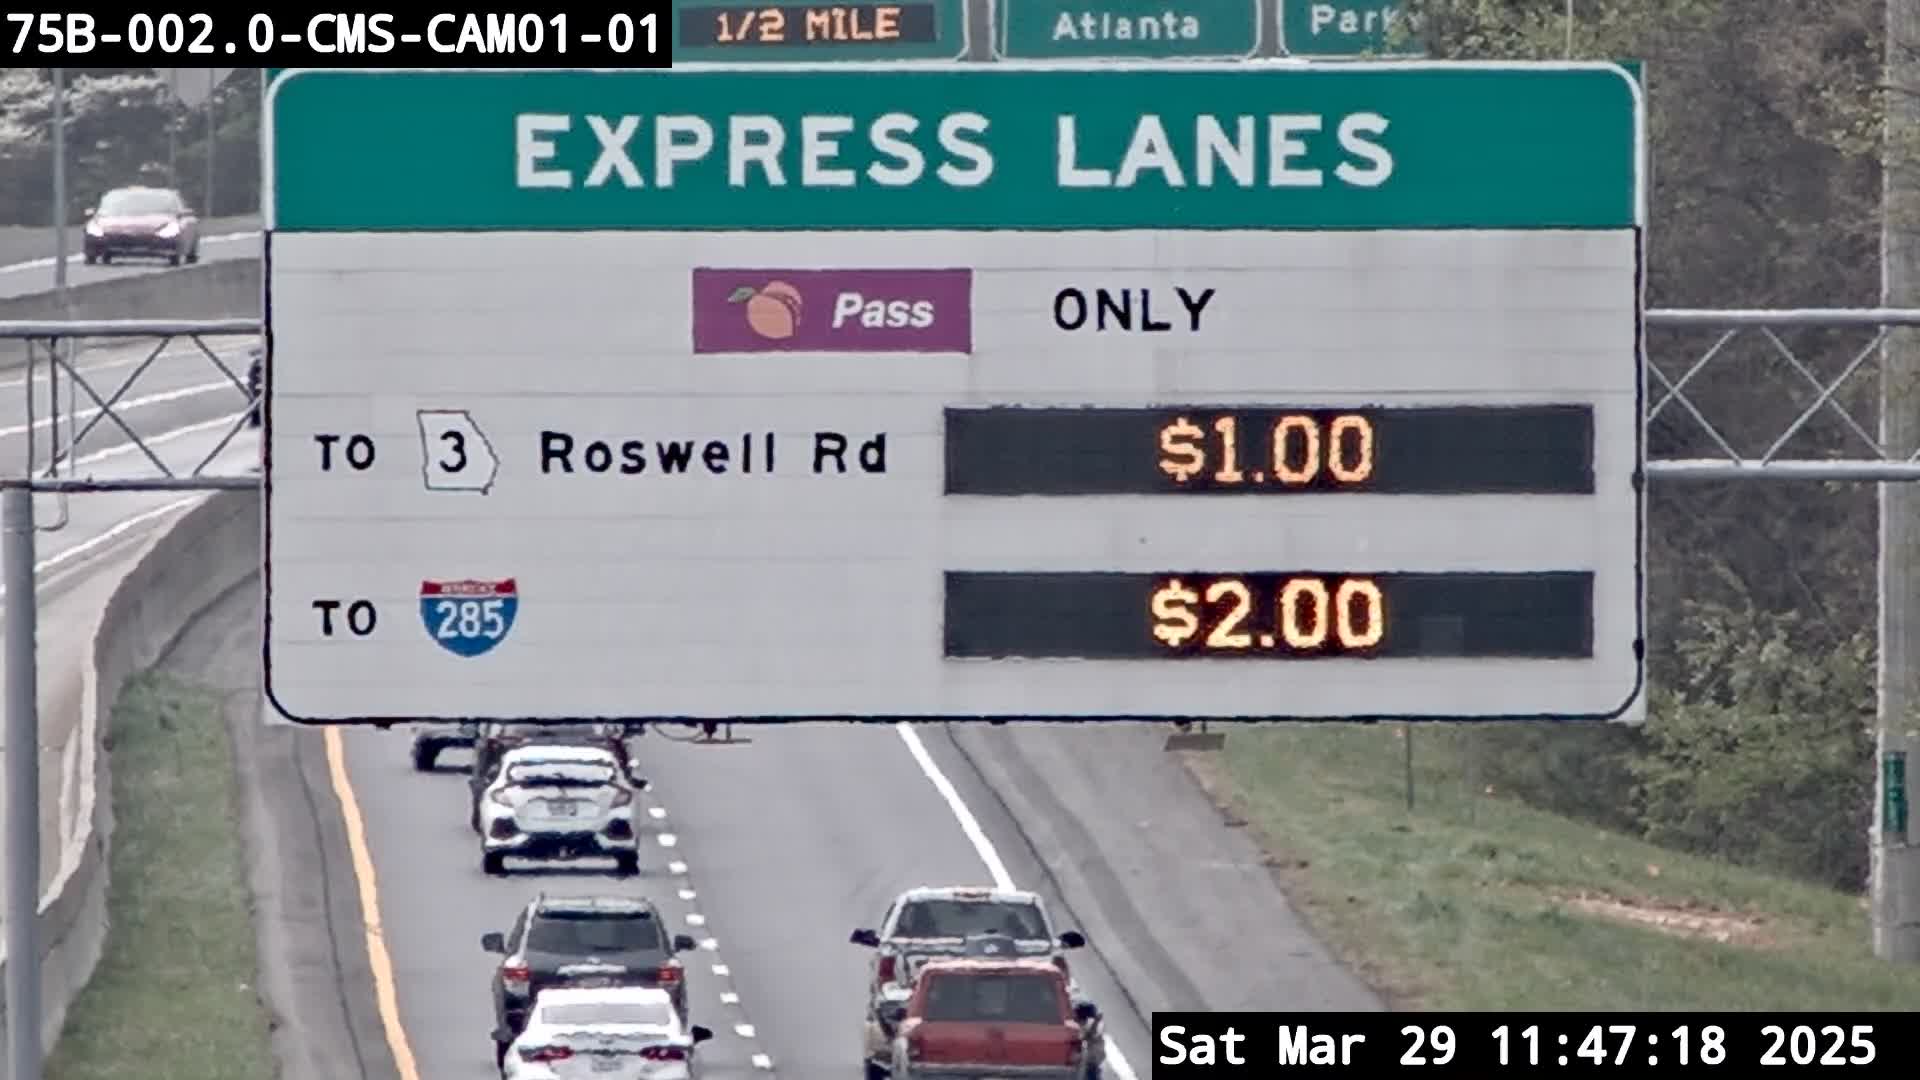 75B-002.0-CMS-CAM01-01
1/2 MILE
Atlanta
EXPRESS LANES
Pass ONLY
TO 3 Roswell Rd $1.00
TO INTERSTATE 285 $2.00
Sat Mar 29 11:47:18 2025